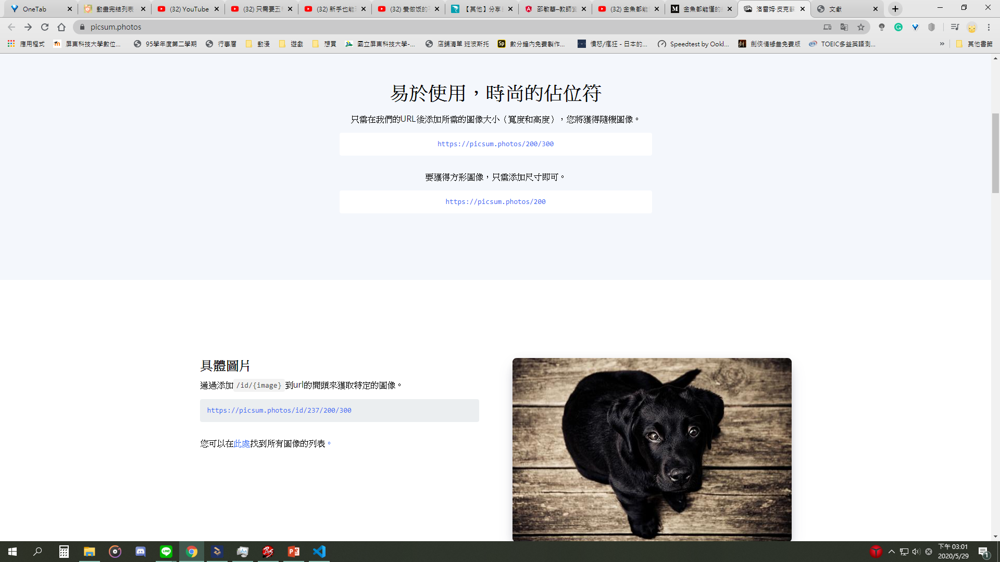 OneTab
動畫完結列表
(32) YouTube
(32) 只需要五
(32) 新手也能
(32) 愛做饭的
【其他】分享
邵敏華–教師資
(32) 金魚都能
金魚都能懂的
洛雷姆·皮克蘇
文獻
picsum.photos
應用程式
屏東科技大學數位...
95學年度第二學期
行事曆
動漫
遊戲
想買
國立屏東科技大學-...
店鋪清單 班波斯托
數分鐘內免費製作...
憤怒/瘋狂 - 日本的...
Speedtest by Ookl...
劍俠情緣叁免費版
TOEIC多益英語測...
»
其他書籤
易於使用，時尚的佔位符
只需在我們的URL後添加所需的圖像大小（寬度和高度），您將獲得隨機圖像。
https://picsum.photos/200/300
要獲得方形圖像，只需添加尺寸即可。
https://picsum.photos/200
具體圖片
通過添加 /id/{image} 到url的開頭來獲取特定的圖像。
https://picsum.photos/id/237/200/300
您可以在此處找到所有圖像的列表。
下午 03:01
2020/5/29
1